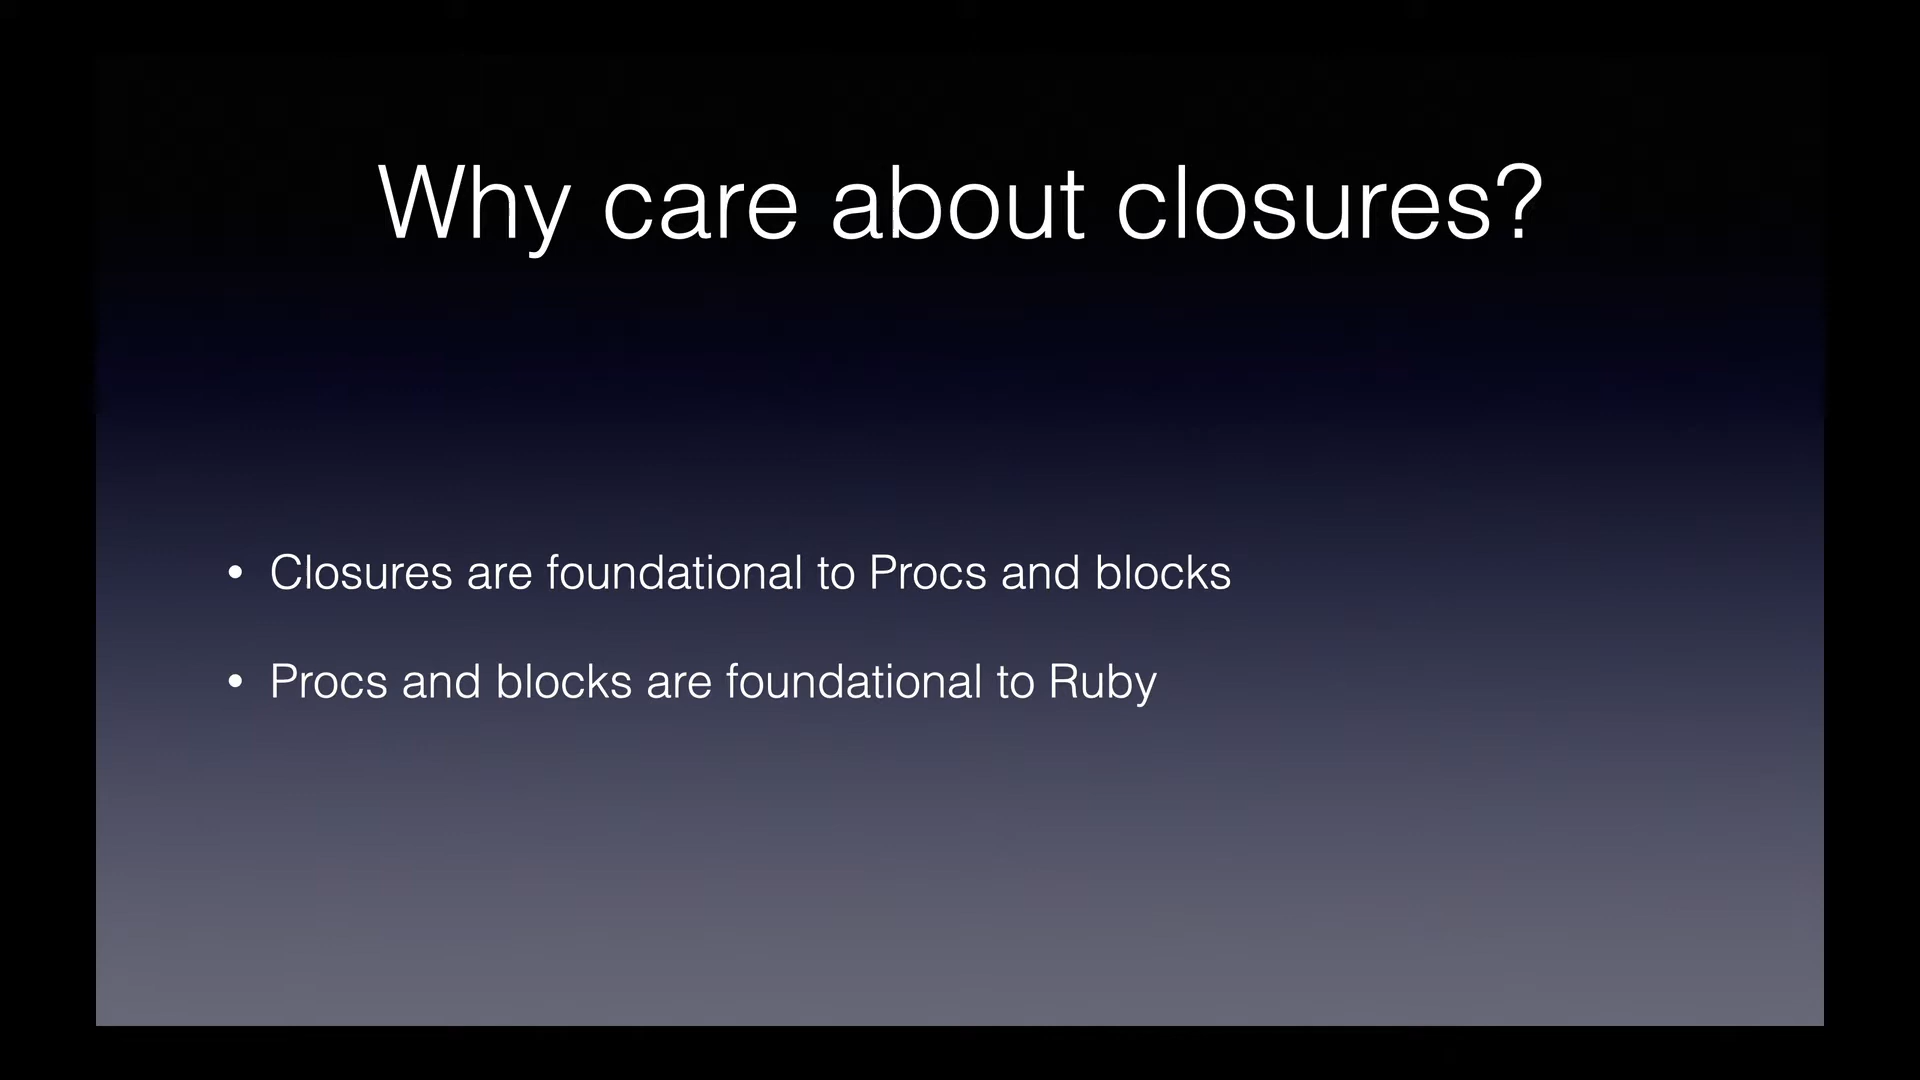 Why care about closures?
• Closures are foundational to Procs and blocks
• Procs and blocks are foundational to Ruby